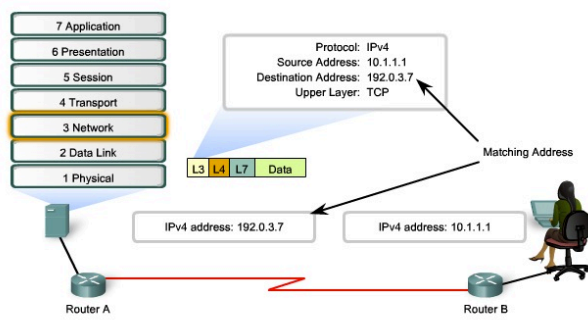 7 Application
6 Presentation
5 Session
4 Transport
3 Network
2 Data Link
1 Physical
Protocol: IPv4
Source Address: 10.1.1.1
Destination Address: 192.0.3.7
Upper Layer: TCP
L3 L4 L7 Data
Matching Address
IPv4 address: 192.0.3.7
IPv4 address: 10.1.1.1
Router A
Router B